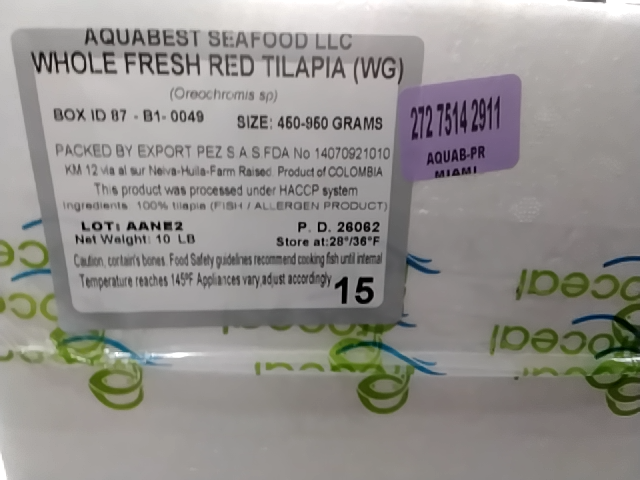 AQUABEST SEAFOOD LLC
WHOLE FRESH RED TILAPIA (WG)
(Oreochromis sp)
BOX ID 87 - B1- 0049
SIZE: 450-950 GRAMS
PACKED BY EXPORT PEZ S.A.S.FDA No 14070921010
KM 12 via al sur Neiva-Huila-Farm Raised. Product of COLOMBIA
This product was processed under HACCP system
Ingredients: 100% tilapia (FISH / ALLERGEN PRODUCT)
LOT: AANE2
P. D. 26062
Net Weight: 10 LB
Store at:28°/36°F
Caution, contain's bones. Food Safety guidelines recommend cooking fish until internal
Temperature reaches 145ºF Appliances vary,adjust accordingly
15
272 7514 2911
AQUAB-PR
MIAMI